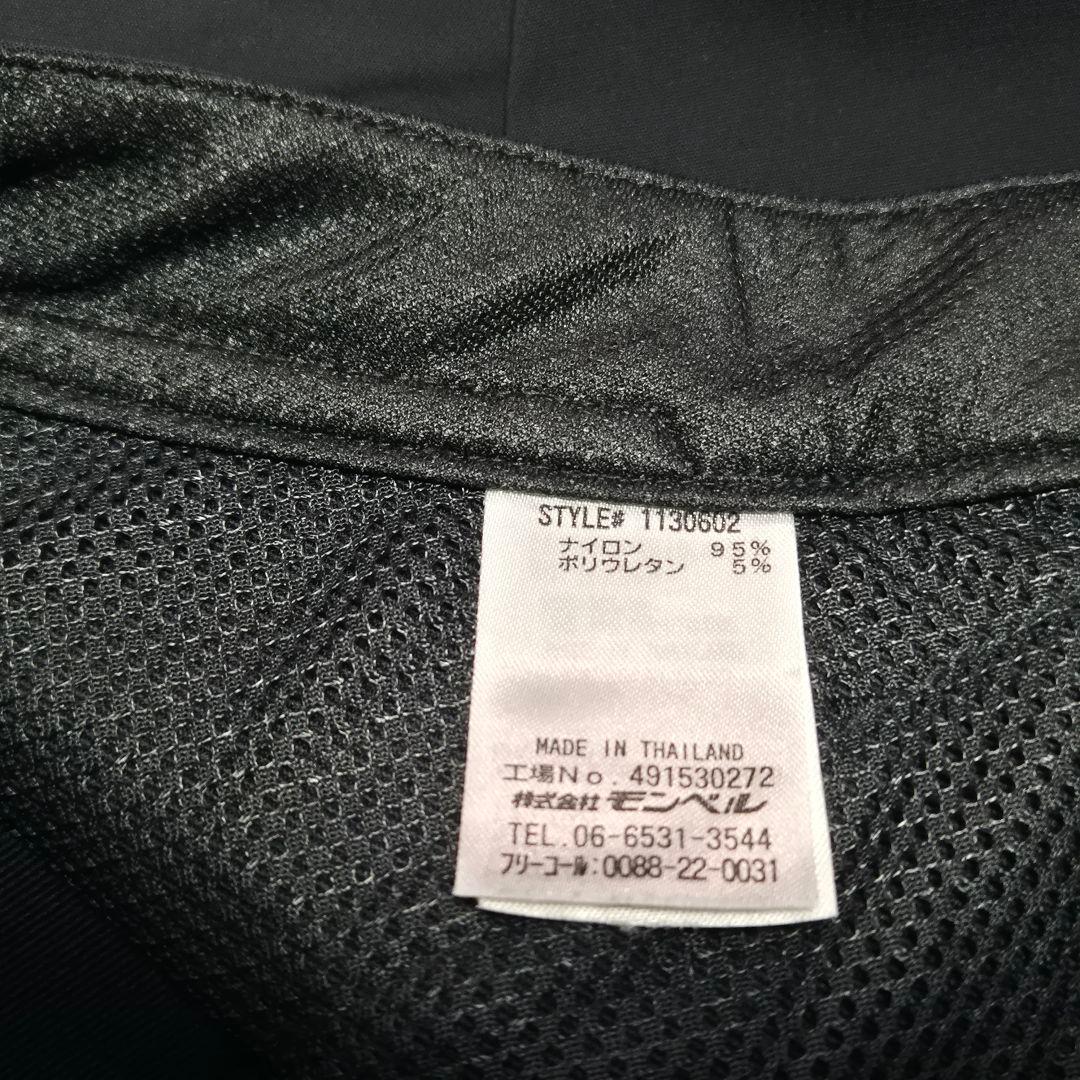 STYLE# 1130602
ナイロン 95%
ポリウレタン 5%
MADE IN THAILAND
工場No. 491530272
株式会社 モンベル
TEL.06-6531-3544
フリーコール:0088-22-0031